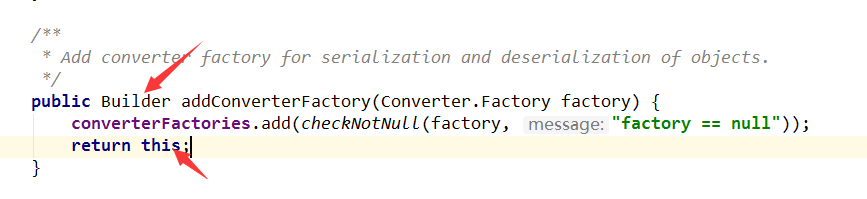 /**
* Add converter factory for serialization and deserialization of objects.
*/
public Builder addConverterFactory(Converter.Factory factory) {
converterFactories.add(checkNotNull(factory, message: "factory == null"));
return this;
}